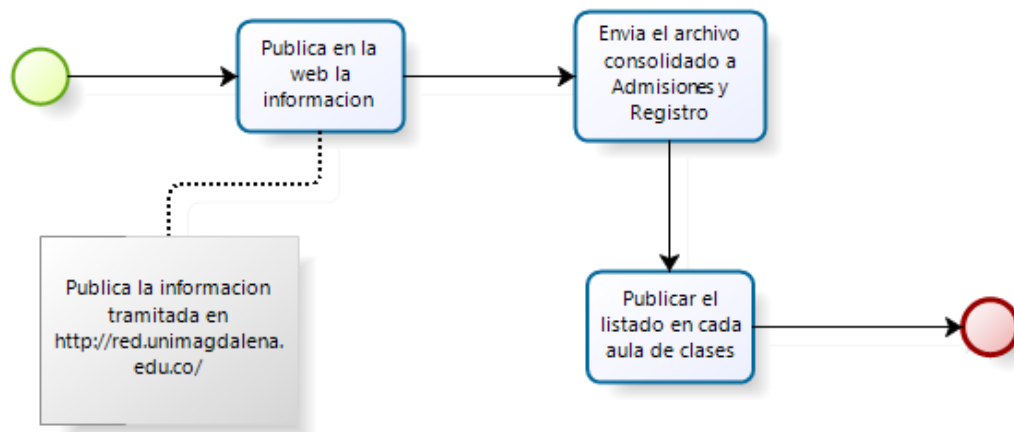 Publica en la
web la
informacion
Envia el archivo
consolidado a
Admisiones y
Registro
Publica la informacion
tramitada en
http://red.unimagdalena.
edu.co/
Publicar el
listado en cada
aula de clases